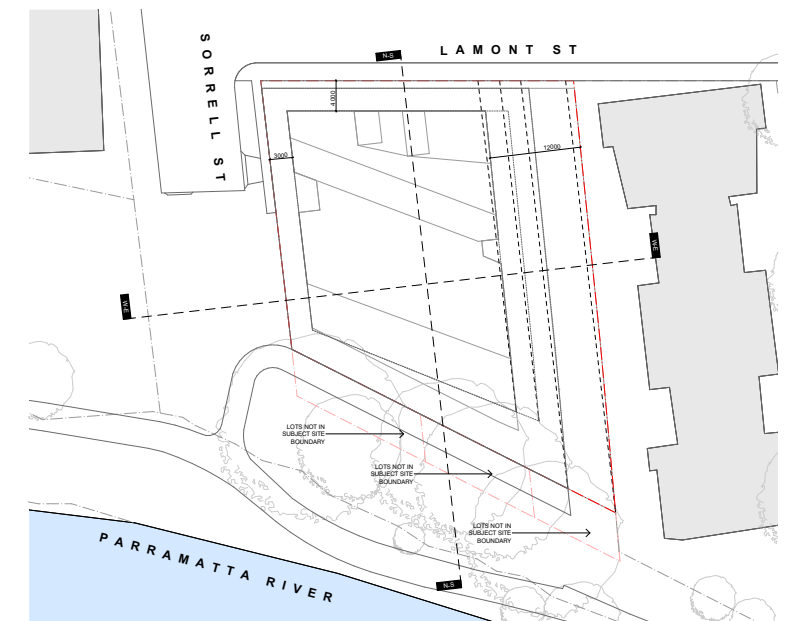 LAMONT ST
SORRELL ST
N-S
4000
3000
12000
W-E
W-E
LOTS NOT IN
SUBJECT SITE
BOUNDARY
LOTS NOT IN
SUBJECT SITE
BOUNDARY
LOTS NOT IN
SUBJECT SITE
BOUNDARY
PARRAMATTA RIVER
N-S